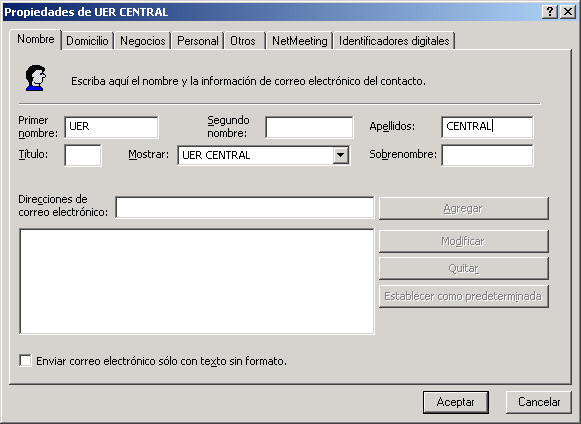 Propiedades de UER CENTRAL
Nombre Domicilio Negocios Personal Otros NetMeeting Identificadores digitales
Escriba aquí el nombre y la información de correo electrónico del contacto.
Primer nombre: UER Segundo nombre: Apellidos: CENTRAL
Título: Mostrar: UER CENTRAL Sobrenombre:
Direcciones de
correo electrónico:
Agregar
Modificar
Quitar
Establecer como predeterminada
Enviar correo electrónico sólo con texto sin formato.
Aceptar Cancelar